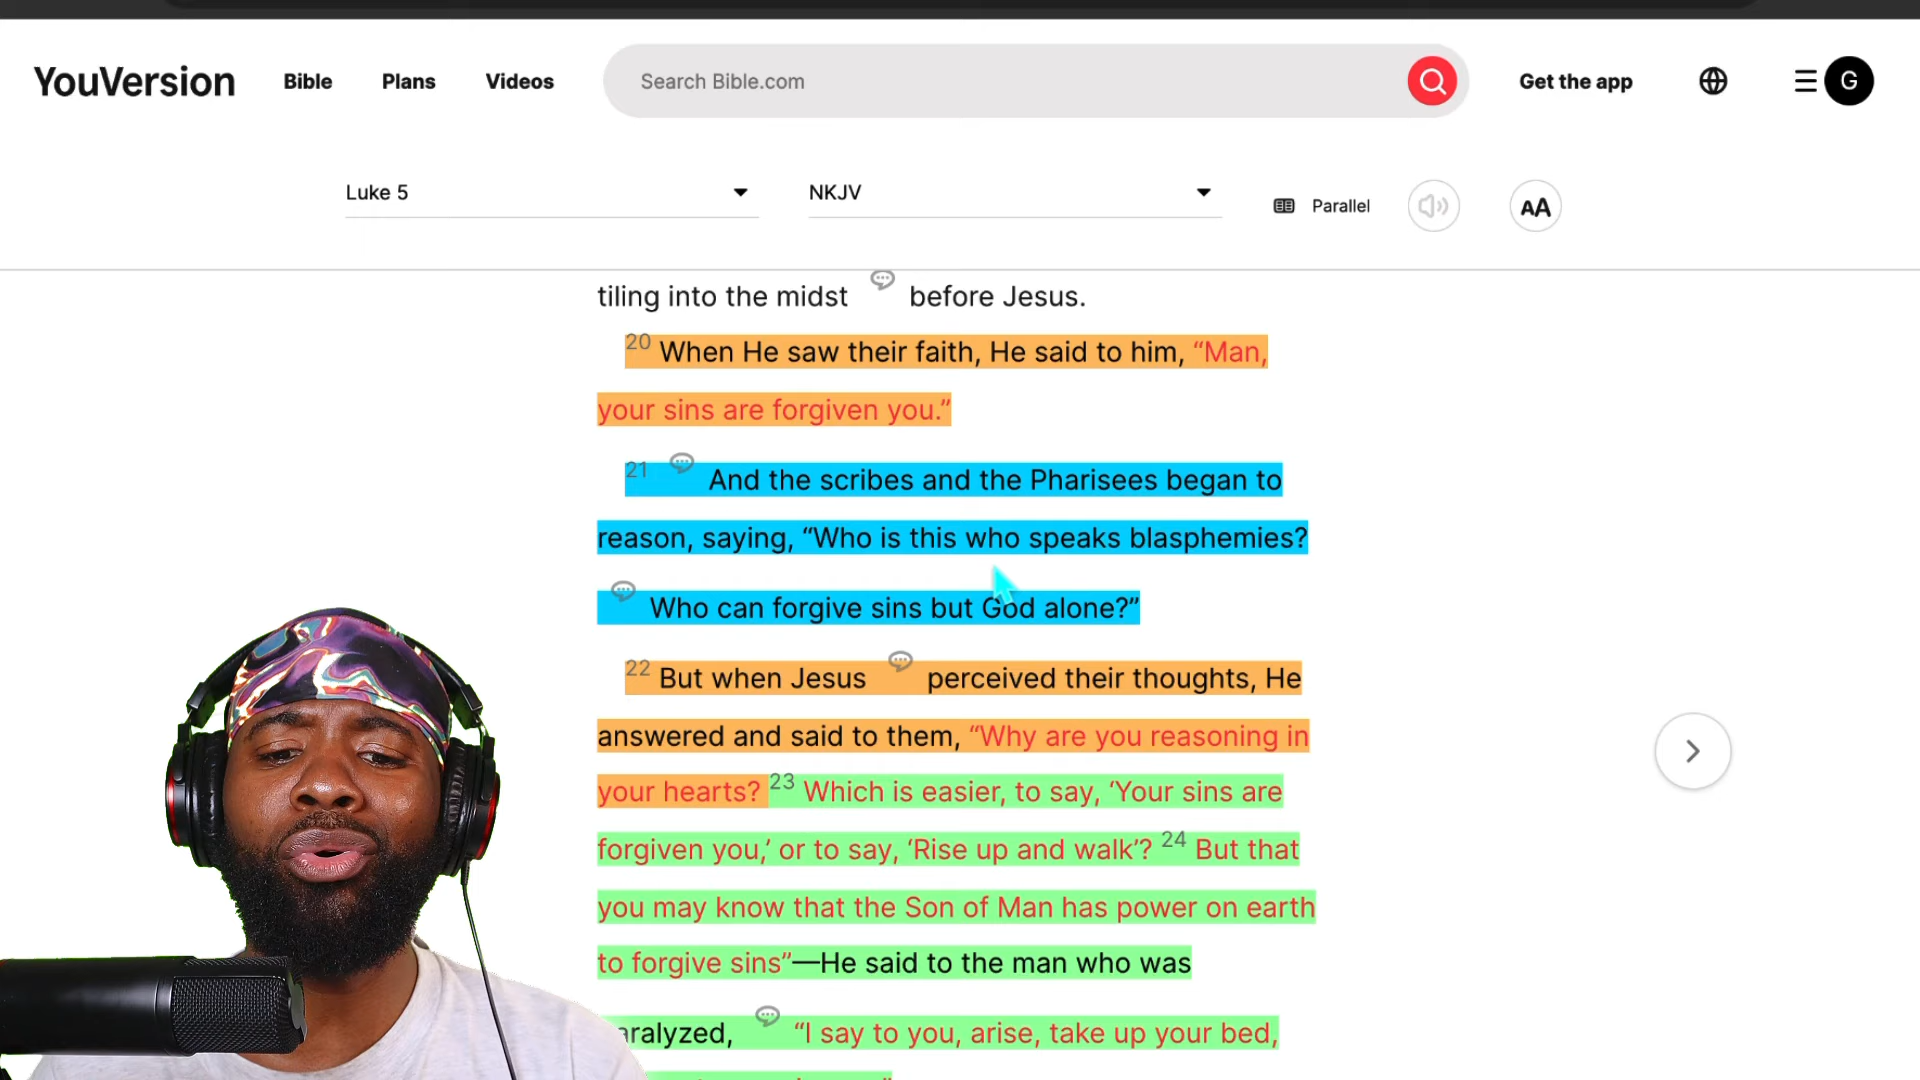 YouVersion Bible Plans Videos Search Bible.com Get the app G
Luke 5 NKJV Parallel AA
tiling into the midst before Jesus.
20 When He saw their faith, He said to him, “Man,
your sins are forgiven you.”
21 And the scribes and the Pharisees began to
reason, saying, “Who is this who speaks blasphemies?
Who can forgive sins but God alone?”
22 But when Jesus perceived their thoughts, He
answered and said to them, “Why are you reasoning in
your hearts? 23 Which is easier, to say, ‘Your sins are
forgiven you,’ or to say, ‘Rise up and walk’? 24 But that
you may know that the Son of Man has power on earth
to forgive sins”—He said to the man who was
aralyzed, “I say to you, arise, take up your bed,